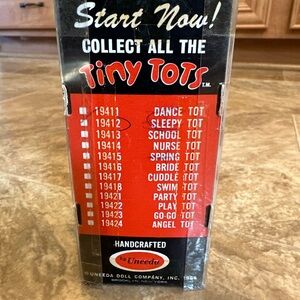 Start Now!
COLLECT ALL THE
Tiny Tots T.M.
19411 DANCE TOT
19412 SLEEPY TOT
19413 SCHOOL TOT
19414 NURSE TOT
19415 SPRING TOT
19416 BRIDE TOT
19417 CUDDLE TOT
19418 SWIM TOT
19421 PARTY TOT
19422 PLAY TOT
19423 GO-GO TOT
19424 ANGEL TOT
HANDCRAFTED
by Uneeda
© UNEEDA DOLL COMPANY, INC.
BROOKLYN, NEW YORK